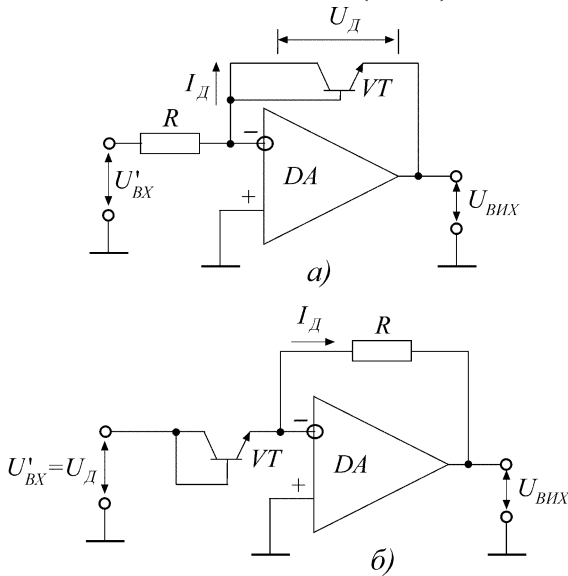 U_Д
I_Д
VT
R
−
DA
U'_ВХ
+
U_ВИХ
а)
I_Д
R
−
U'_ВХ=U_Д
VT
DA
+
U_ВИХ
б)